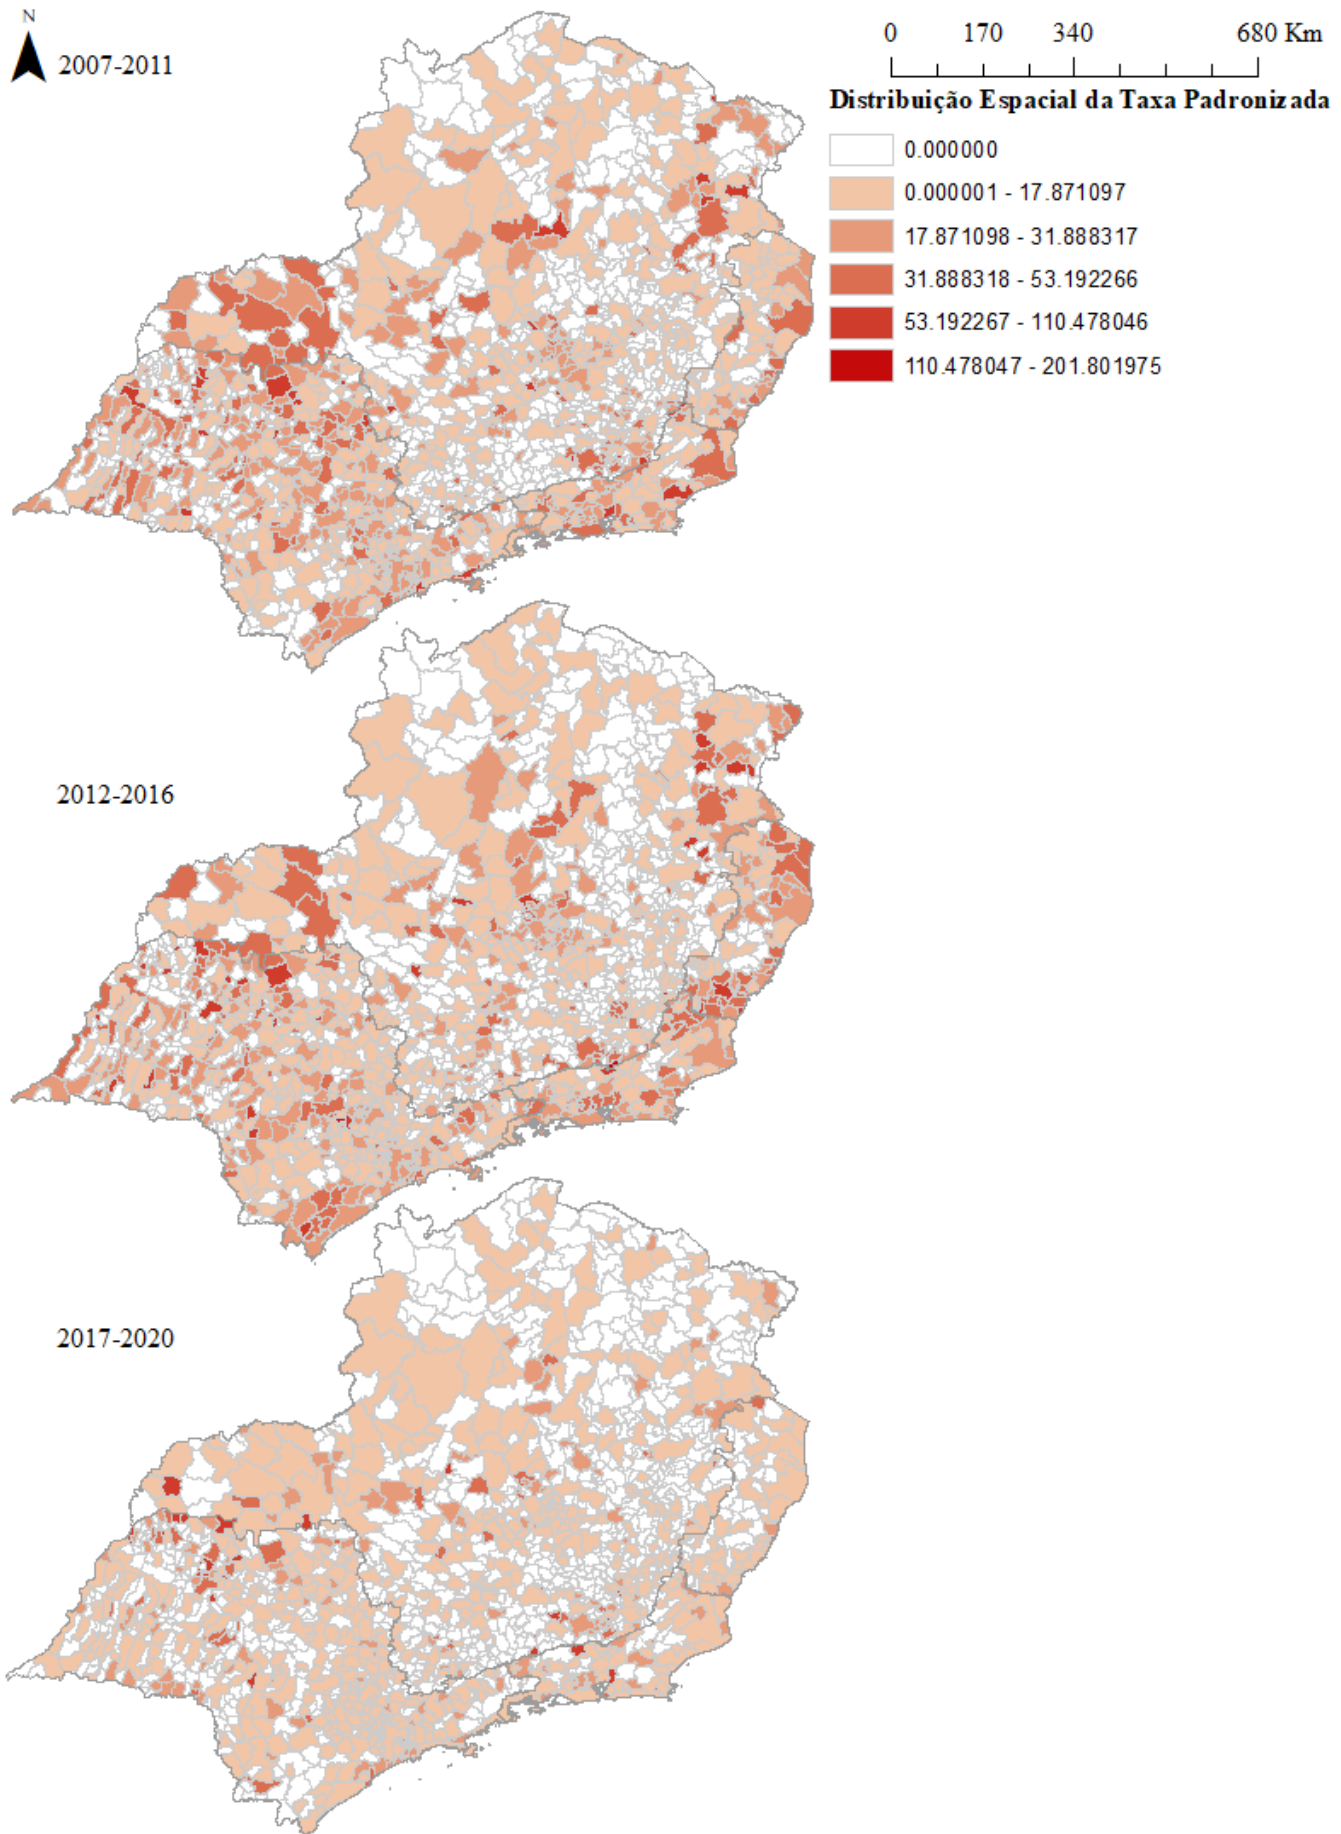 N
2007-2011
0 170 340 680 Km
Distribuição Espacial da Taxa Padronizada
0.000000
0.000001 - 17.871097
17.871098 - 31.888317
31.888318 - 53.192266
53.192267 - 110.478046
110.478047 - 201.801975
2012-2016
2017-2020